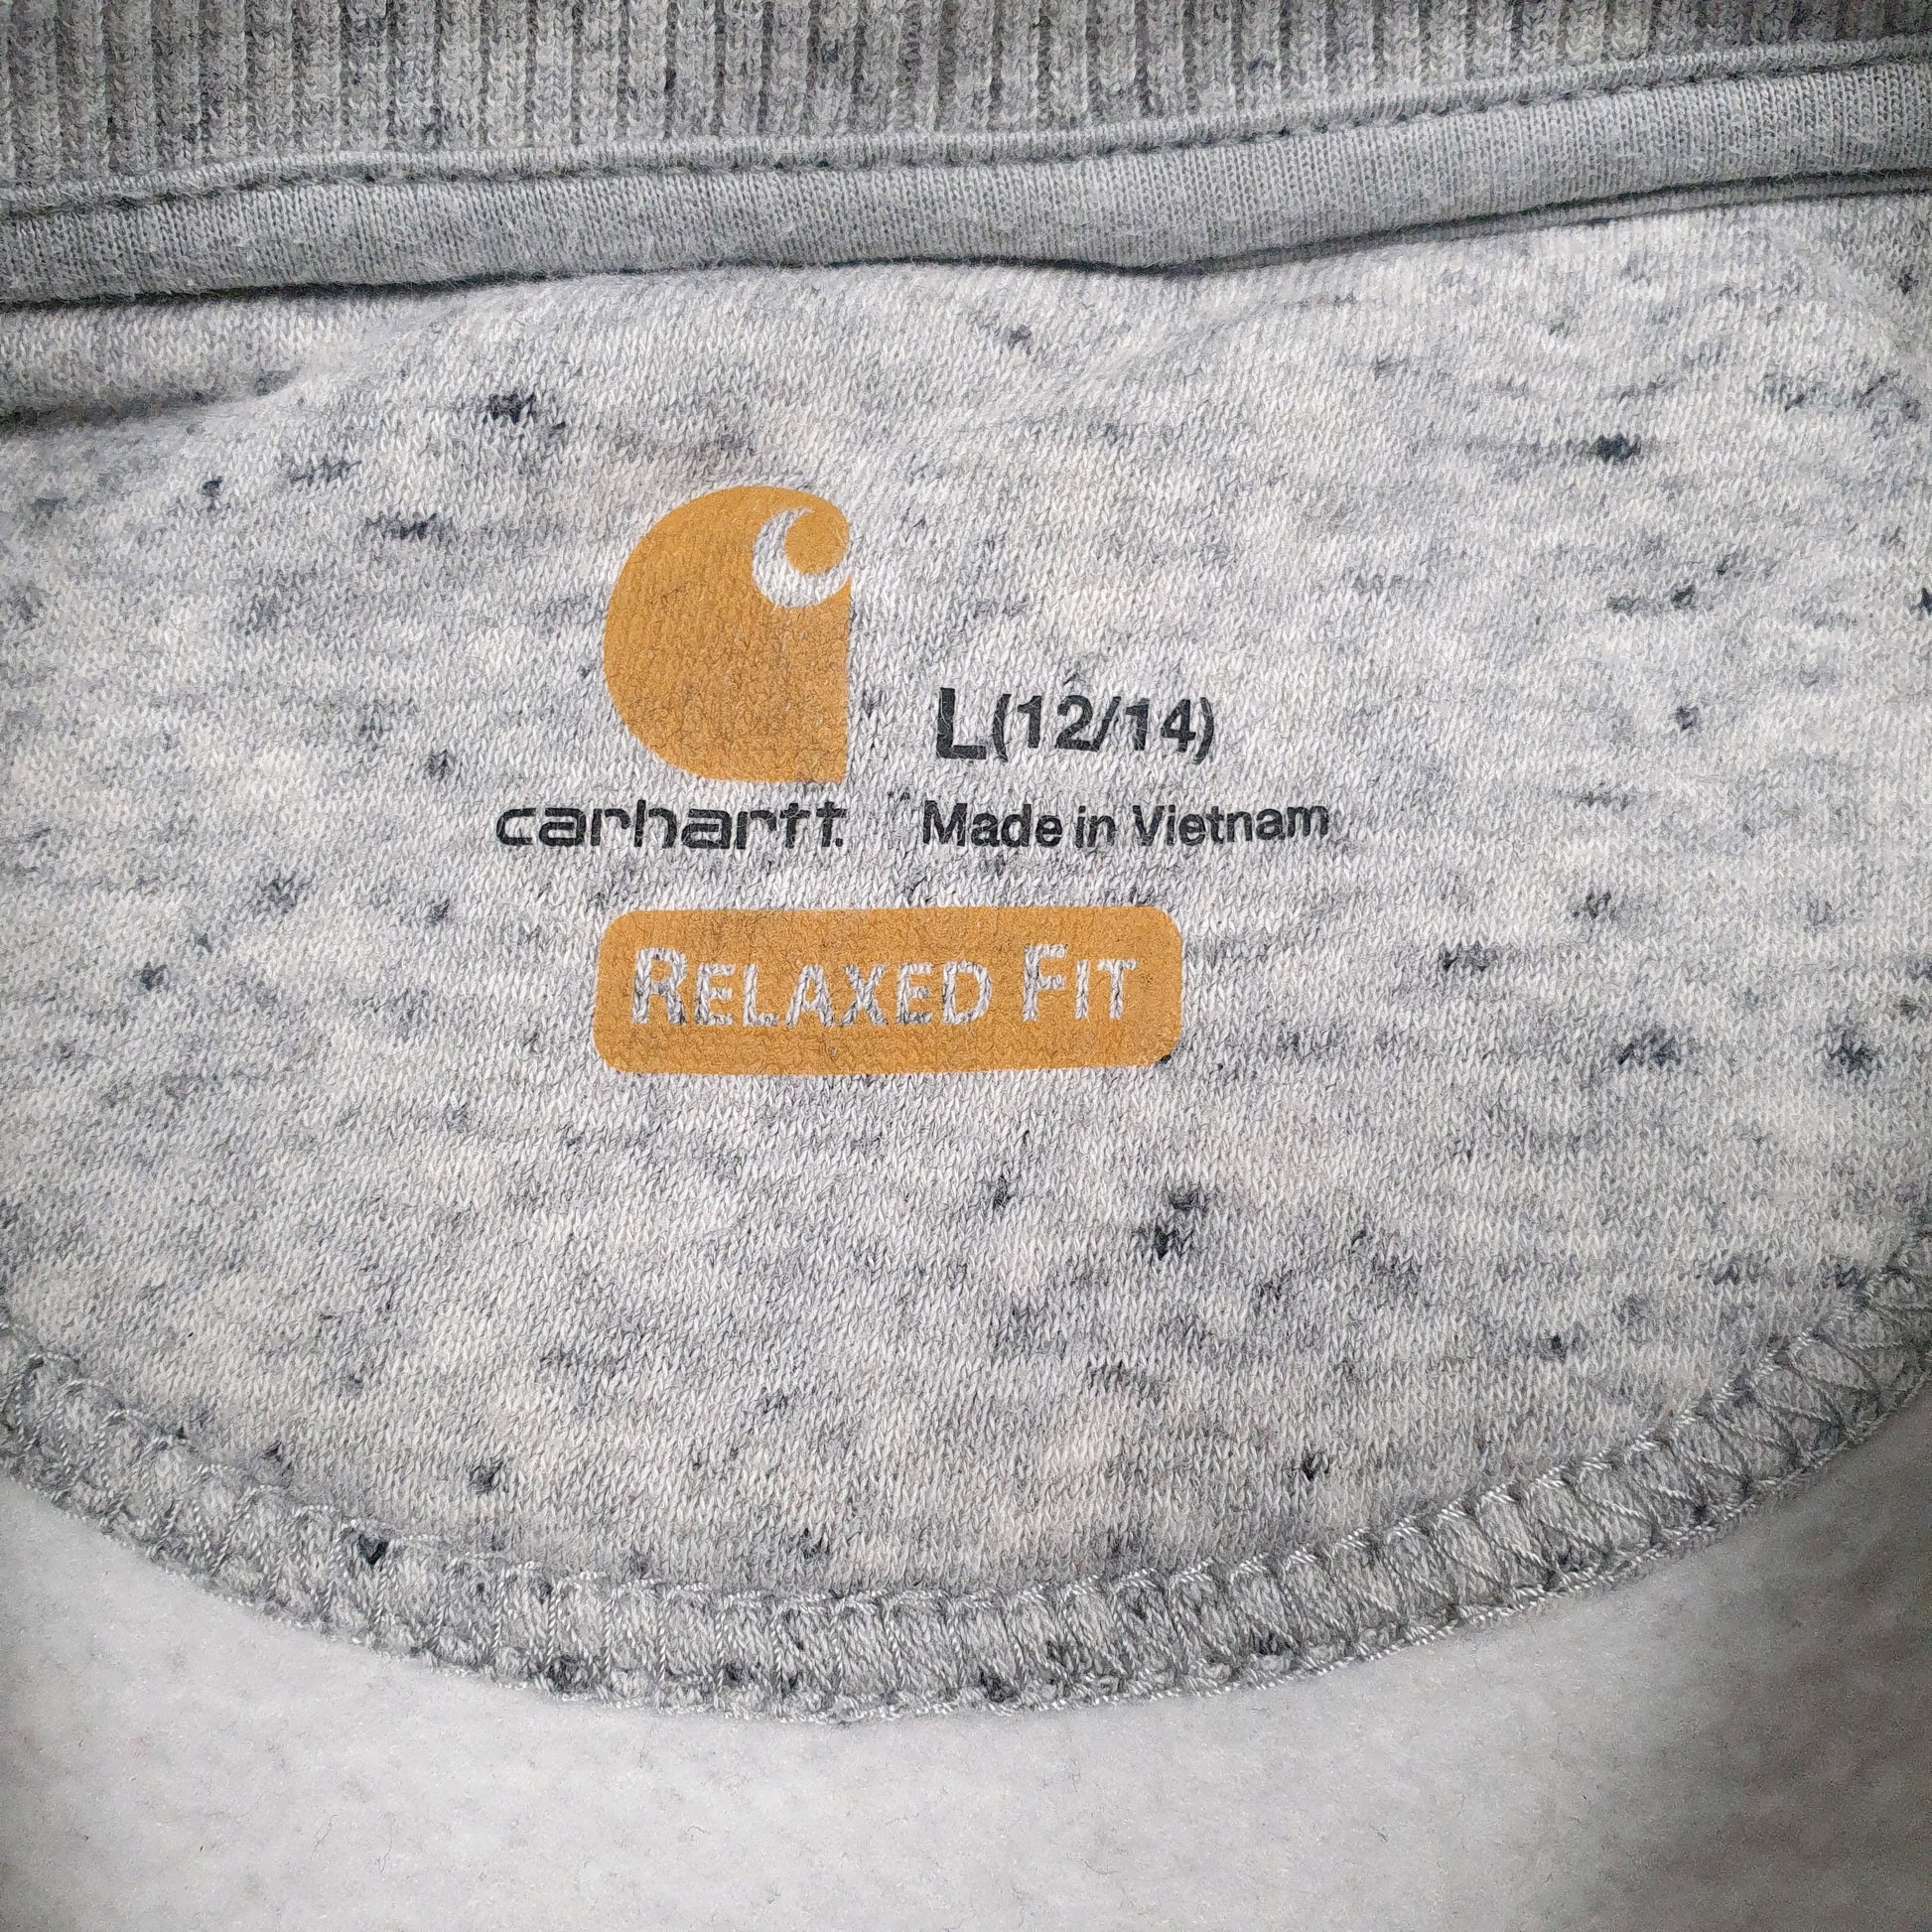 L(12/14)
carhartt.
Made in Vietnam
RELAXED FIT